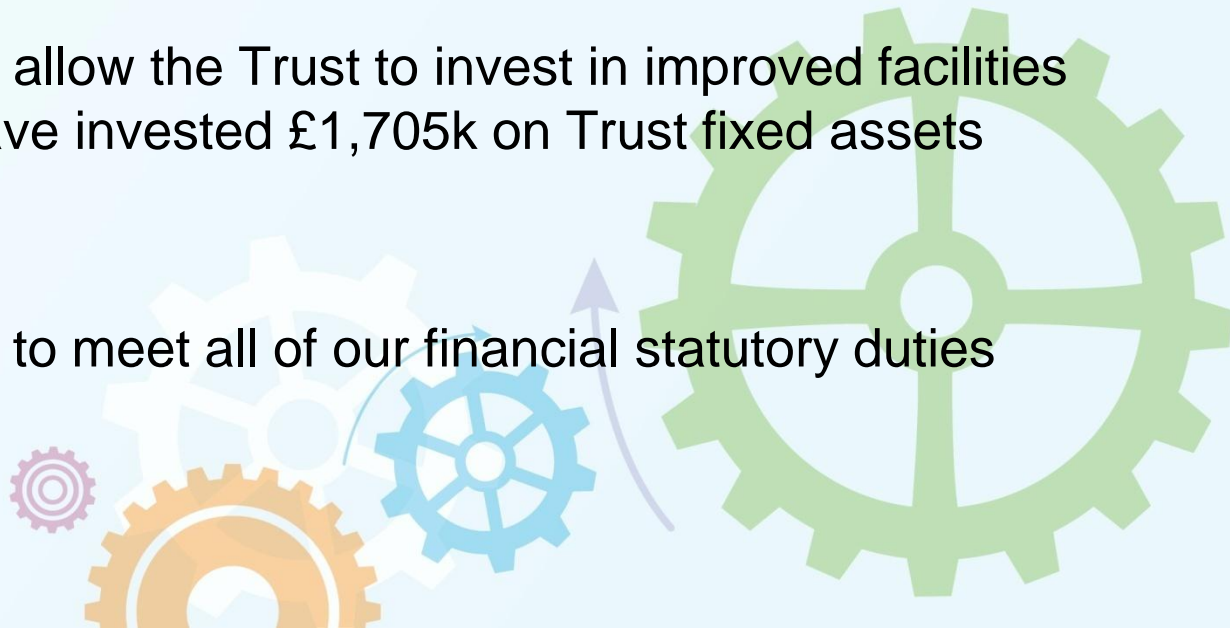 allow the Trust to invest in improved facilities
ve invested £1,705k on Trust fixed assets
to meet all of our financial statutory duties